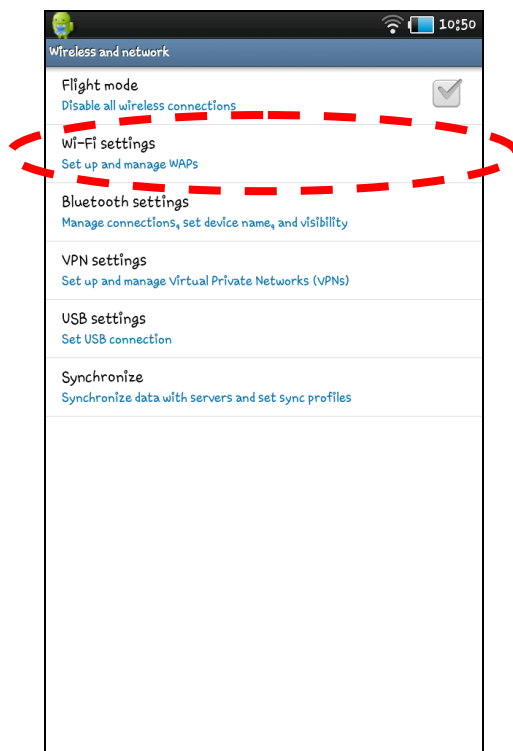 10:50
Wireless and network
Flight mode
Disable all wireless connections
Wi-Fi settings
Set up and manage WAPs
Bluetooth settings
Manage connections, set device name, and visibility
VPN settings
Set up and manage Virtual Private Networks (VPNs)
USB settings
Set USB connection
Synchronize
Synchronize data with servers and set sync profiles